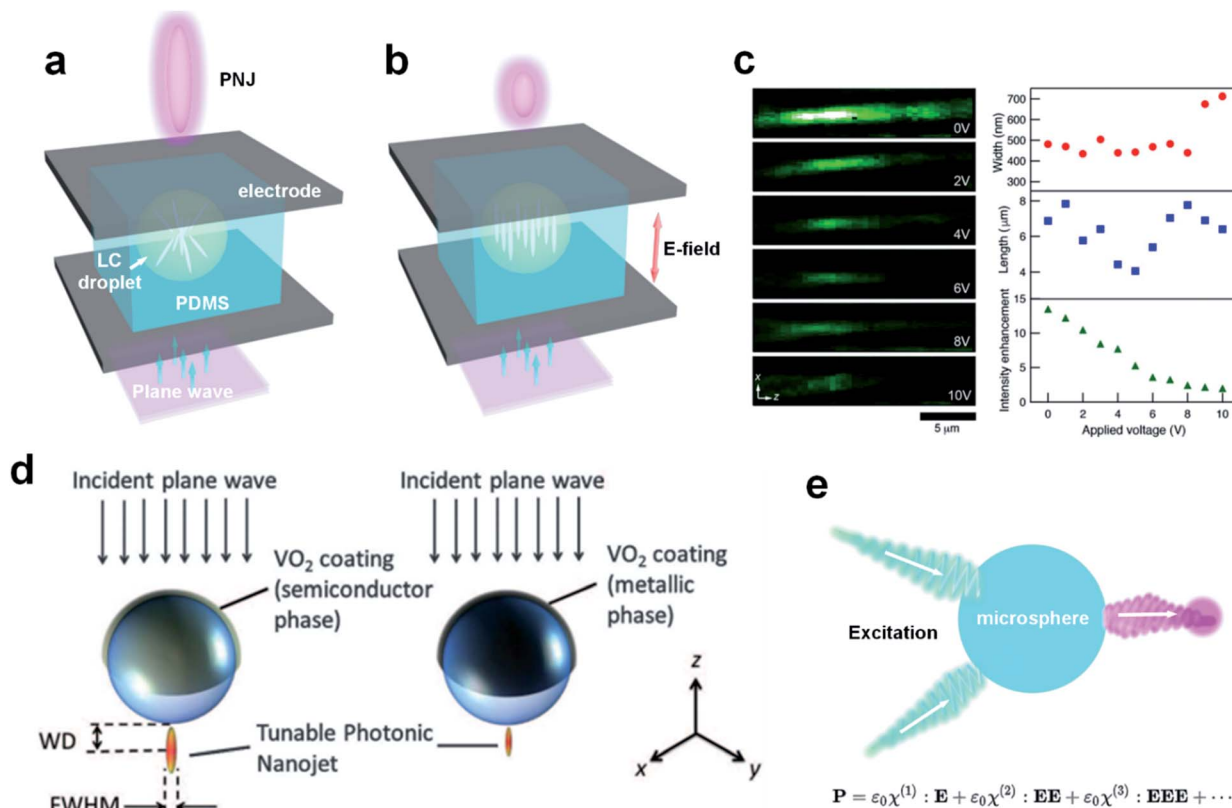 a
PNJ
electrode
LC
droplet
PDMS
Plane wave
b
E-field
c
0V
2V
4V
6V
8V
10V
x
z
5 μm
Width (nm)
700
600
500
400
300
Length (μm)
8
6
4
Intensity enhancement
15
10
5
0
0 2 4 6 8 10
Applied voltage (V)
d
Incident plane wave
Incident plane wave
VO₂ coating
(semiconductor
phase)
VO₂ coating
(metallic
phase)
WD
Tunable Photonic
Nanojet
FWHM
z
x
y
e
Excitation
microsphere
P = ε₀χ⁽¹⁾ : E + ε₀χ⁽²⁾ : EE + ε₀χ⁽³⁾ : EEE + ···